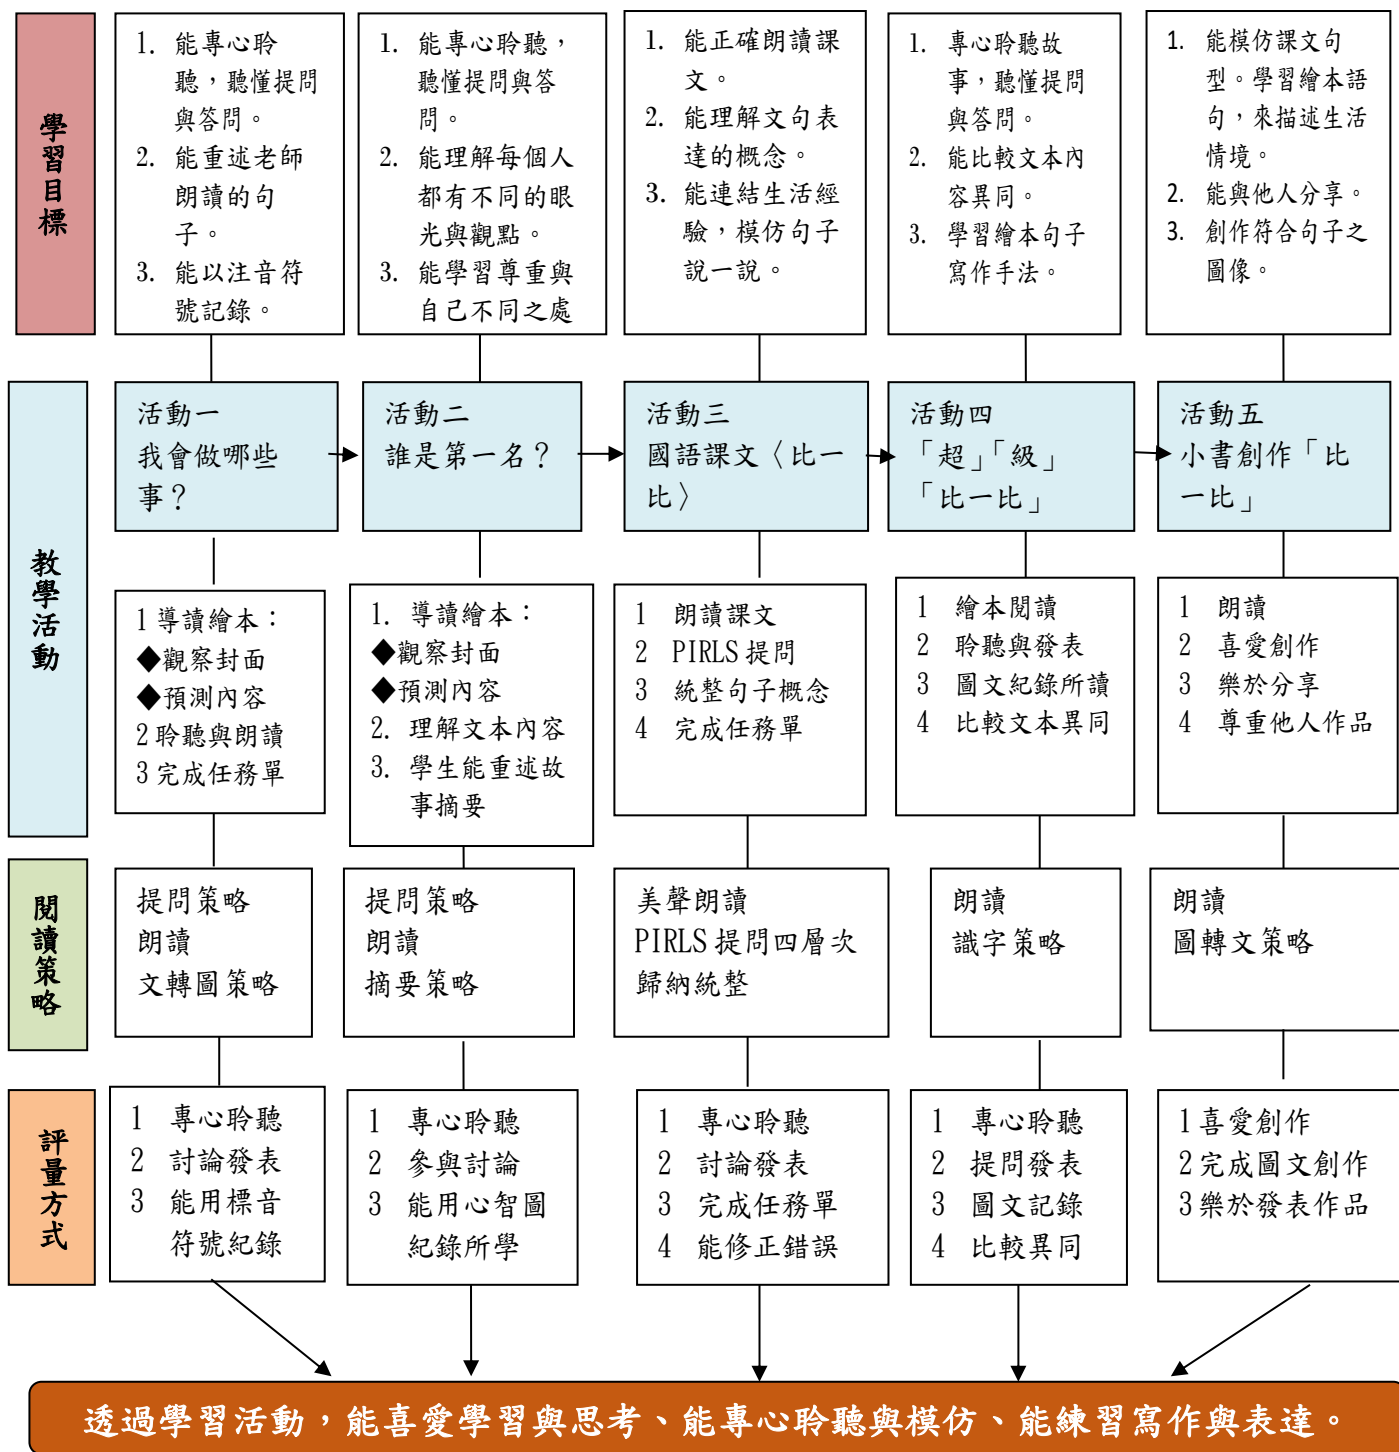 學習目標
1. 能專心聆
聽，聽懂提問
與答問。
2. 能重述老師
朗讀的句
子。
3. 能以注音符
號記錄。
1. 能專心聆聽，
聽懂提問與答
問。
2. 能理解每個人
都有不同的眼
光與觀點。
3. 能學習尊重與
自己不同之處
1. 能正確朗讀課
文。
2. 能理解文句表
達的概念。
3. 能連結生活經
驗，模仿句子
說一說。
1. 專心聆聽故
事，聽懂提問
與答問。
2. 能比較文本內
容異同。
3. 學習繪本句子
寫作手法。
1. 能模仿課文句
型。學習繪本語
句，來描述生活
情境。
2. 能與他人分享。
3. 創作符合句子之
圖像。
教學活動
活動一
我會做哪些
事？
活動二
誰是第一名？
活動三
國語課文〈比一
比〉
活動四
「超」「級」
「比一比」
活動五
小書創作「比
一比」
1 導讀繪本：
◆觀察封面
◆預測內容
2 聆聽與朗讀
3 完成任務單
1. 導讀繪本：
◆觀察封面
◆預測內容
2. 理解文本內容
3. 學生能重述故
事摘要
1 朗讀課文
2 PIRLS 提問
3 統整句子概念
4 完成任務單
1 繪本閱讀
2 聆聽與發表
3 圖文紀錄所讀
4 比較文本異同
1 朗讀
2 喜愛創作
3 樂於分享
4 尊重他人作品
閱讀策略
提問策略
朗讀
文轉圖策略
提問策略
朗讀
摘要策略
美聲朗讀
PIRLS 提問四層次
歸納統整
朗讀
識字策略
朗讀
圖轉文策略
評量方式
1 專心聆聽
2 討論發表
3 能用標音
符號紀錄
1 專心聆聽
2 參與討論
3 能用心智圖
紀錄所學
1 專心聆聽
2 討論發表
3 完成任務單
4 能修正錯誤
1 專心聆聽
2 提問發表
3 圖文記錄
4 比較異同
1 喜愛創作
2 完成圖文創作
3 樂於發表作品
透過學習活動，能喜愛學習與思考、能專心聆聽與模仿、能練習寫作與表達。